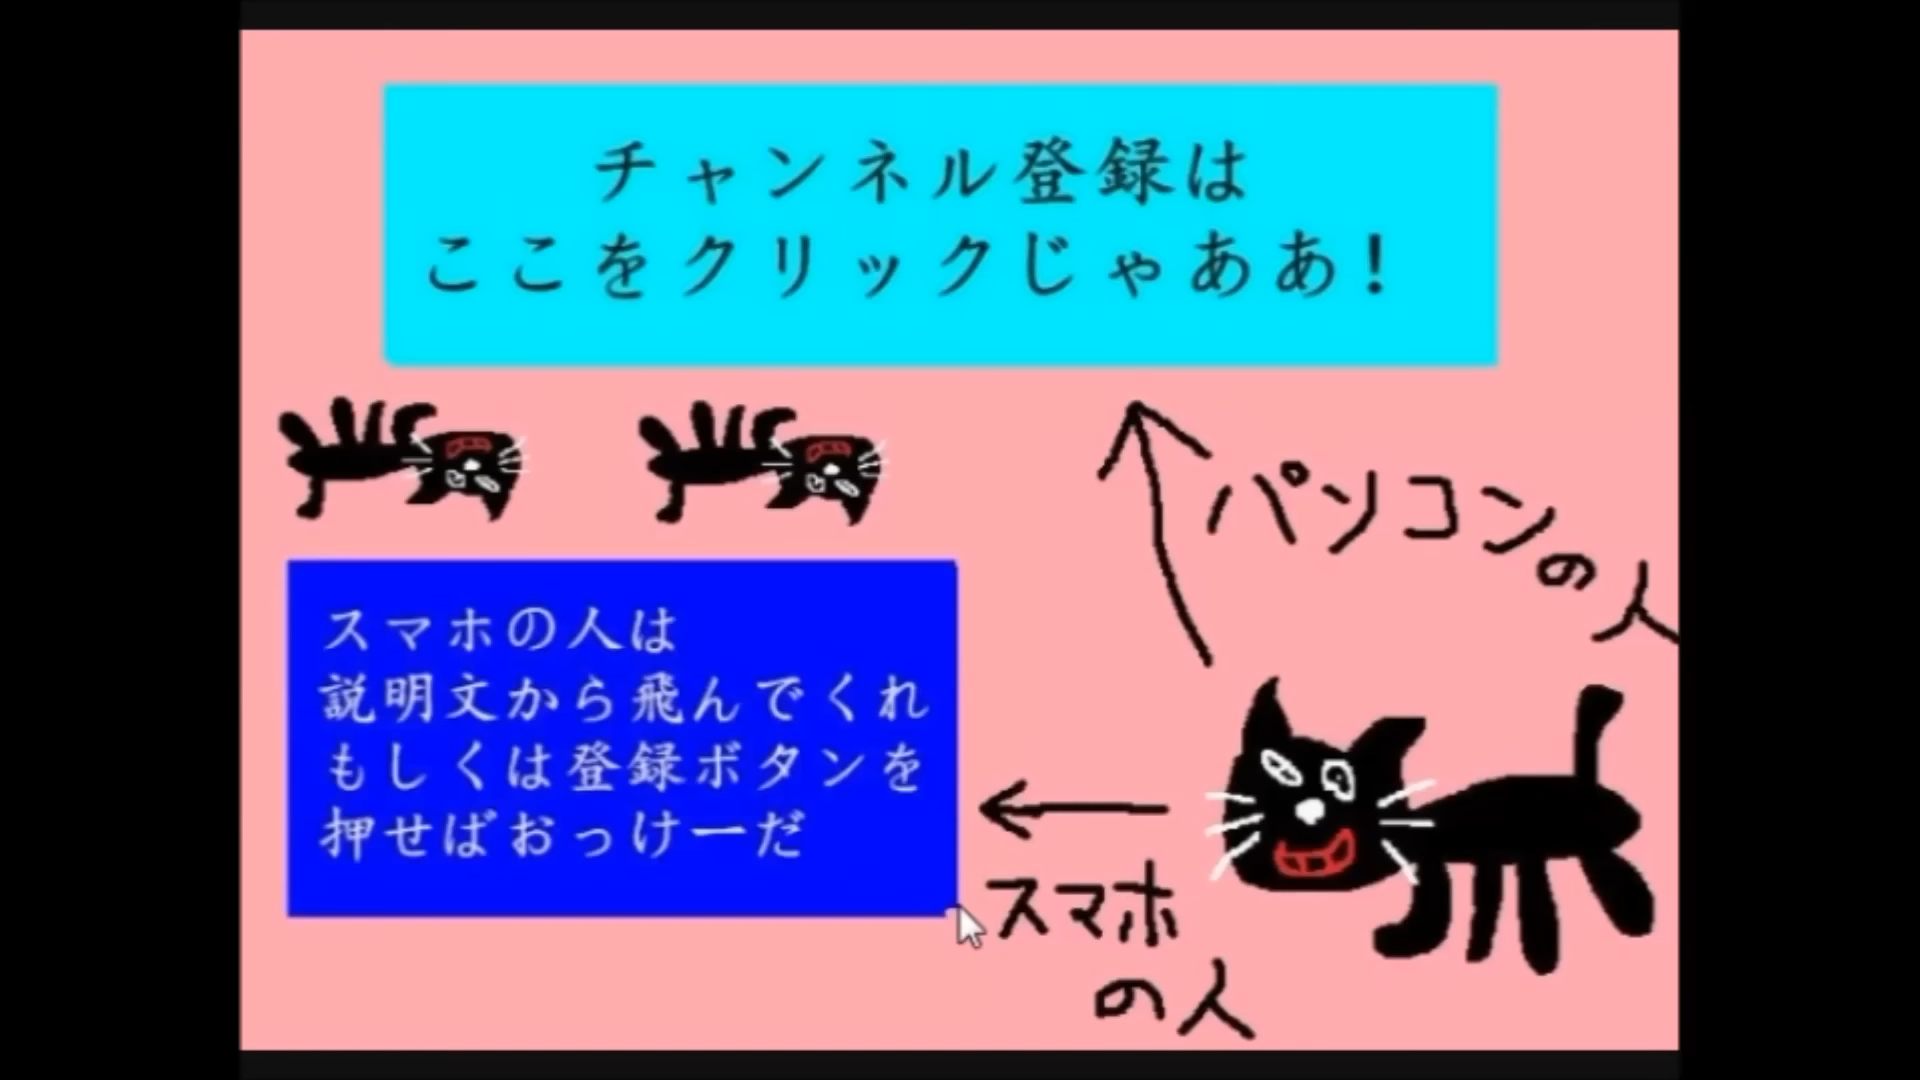 チャンネル登録は
ここをクリックじゃああ!
パソコンの人
スマホの人は
説明文から飛んでくれ
もしくは登録ボタンを
押せばおっけーだ
スマホ
の人